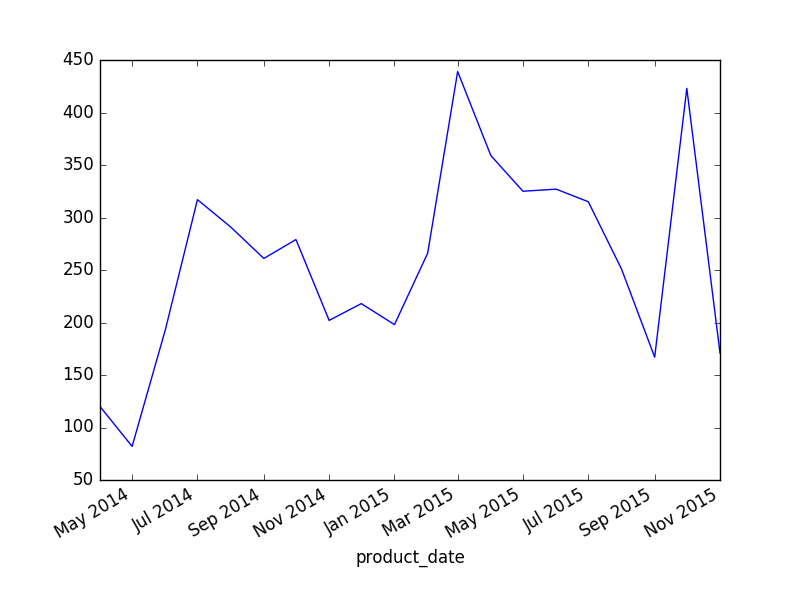 450
400
350
300
250
200
150
100
50
May 2014
Jul 2014
Sep 2014
Nov 2014
Jan 2015
Mar 2015
May 2015
Jul 2015
Sep 2015
Nov 2015
product_date